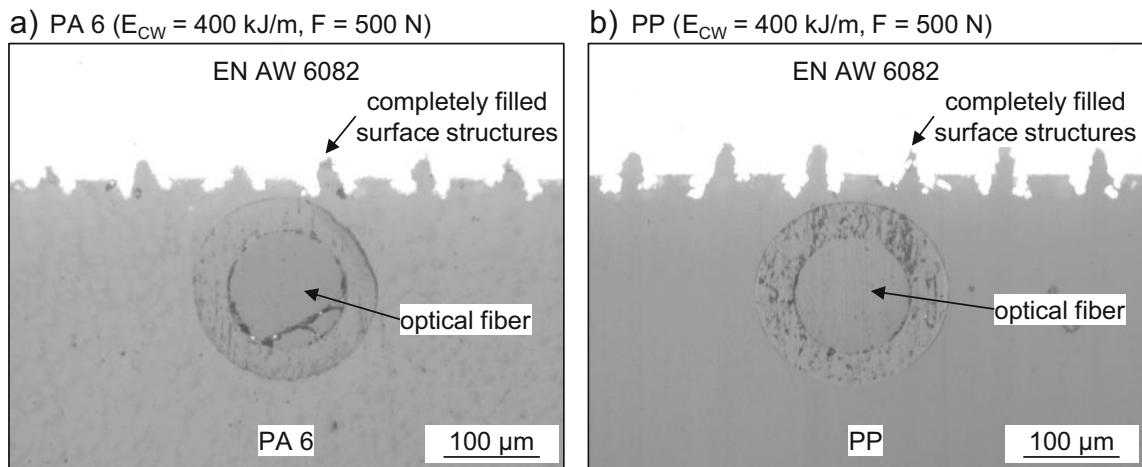 a) PA 6 (E_CW = 400 kJ/m, F = 500 N)
EN AW 6082
completely filled
surface structures
optical fiber
PA 6
100 µm
b) PP (E_CW = 400 kJ/m, F = 500 N)
EN AW 6082
completely filled
surface structures
optical fiber
PP
100 µm